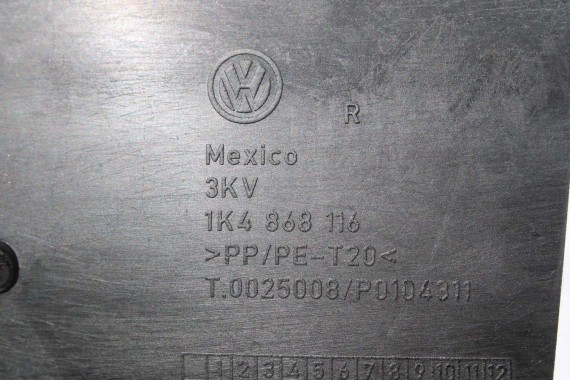 VW
R
Mexico
3KV
1K4 868 116
>PP/PE-T20<
T.0025008/P0104311
1 2 3 4 5 6 7 8 9 10 11 12